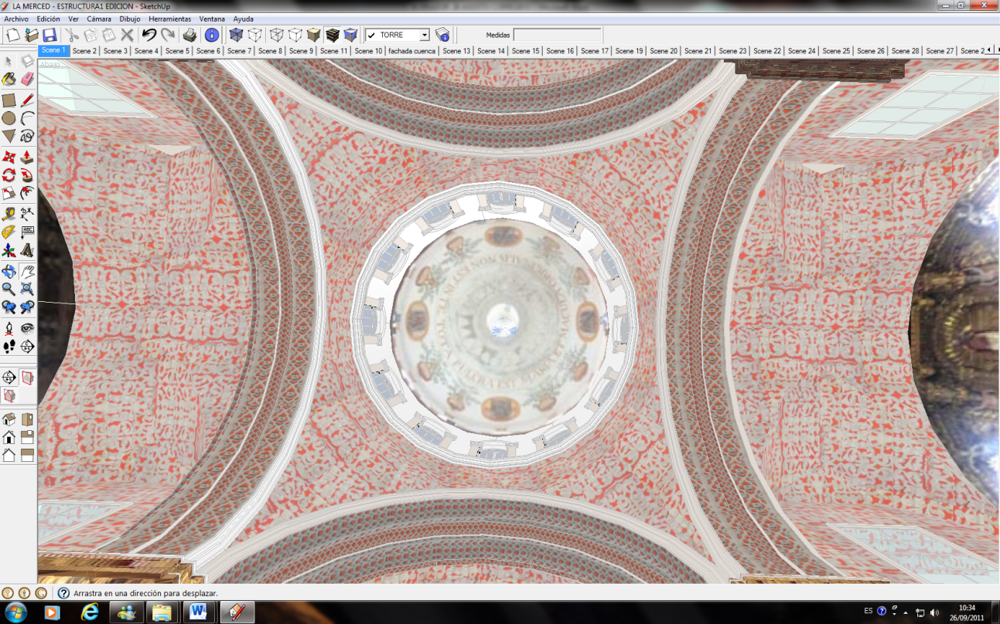 LA MERCED - ESTRUCTURA1 EDICION - SketchUp
Archivo Edición Ver Cámara Dibujo Herramientas Ventana Ayuda
TORRE Medidas
Scene 1 Scene 2 Scene 3 Scene 4 Scene 5 Scene 6 Scene 7 Scene 8 Scene 9 Scene 11 Scene 10 fachada cuenca Scene 13 Scene 14 Scene 15 Scene 16 Scene 17 Scene 19 Scene 20 Scene 21 Scene 23 Scene 22 Scene 24 Scene 25 Scene 26 Scene 28 Scene 27 Scene 2
Abajo
ABC
Arrastra en una dirección para desplazar.
ES 10:34
26/09/2011